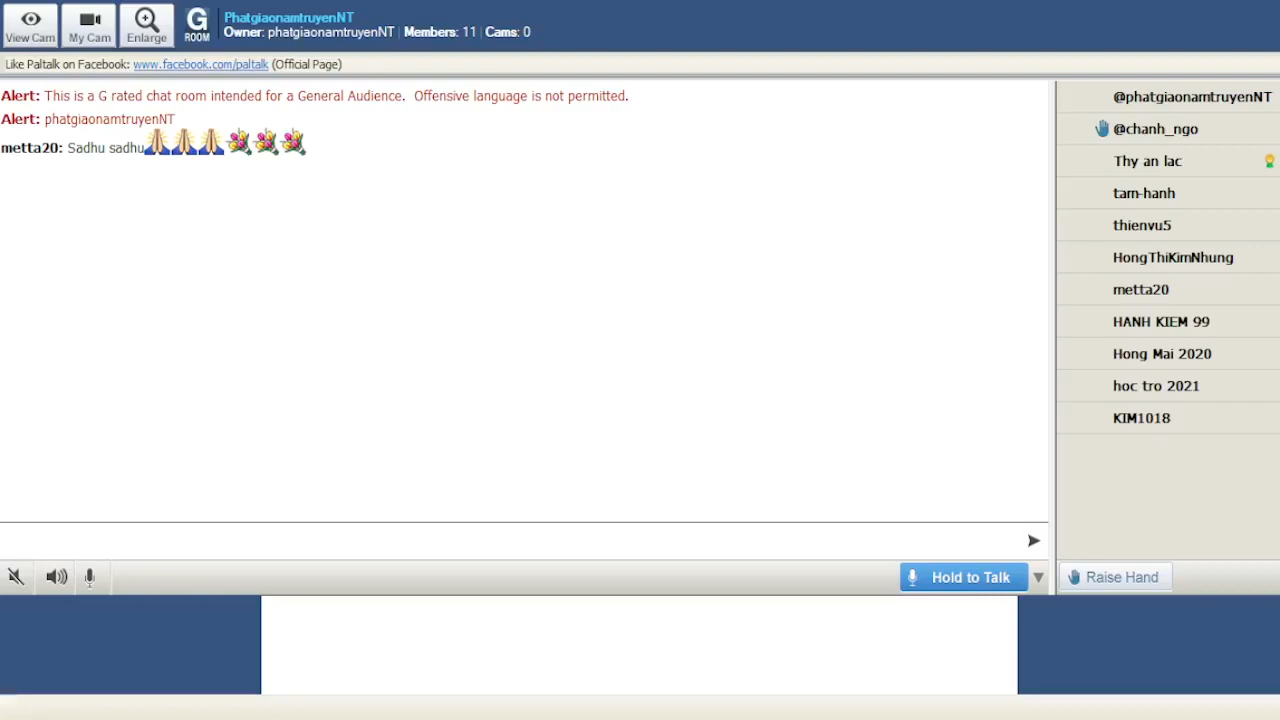 View Cam
My Cam
Enlarge
G
ROOM
PhatgiaonamtruyenNT
Owner: phatgiaonamtruyenNT | Members: 11 | Cams: 0
Like Paltalk on Facebook: www.facebook.com/paltalk (Official Page)
Alert: This is a G rated chat room intended for a General Audience. Offensive language is not permitted.
Alert: phatgiaonamtruyenNT
metta20: Sadhu sadhu
@phatgiaonamtruyenNT
@chanh_ngo
Thy an lac
tam-hanh
thienvu5
HongThiKimNhung
metta20
HANH KIEM 99
Hong Mai 2020
hoc tro 2021
KIM1018
Hold to Talk
Raise Hand